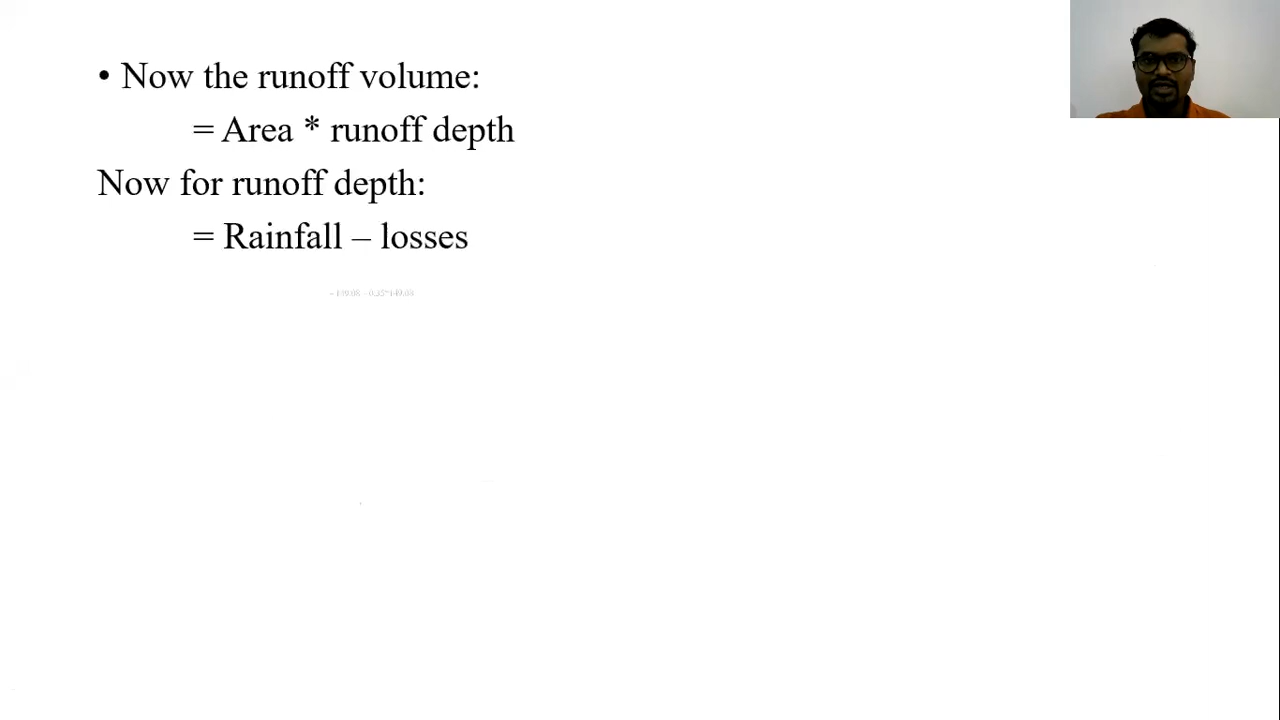 • Now the runoff volume:
= Area * runoff depth
Now for runoff depth:
= Rainfall – losses